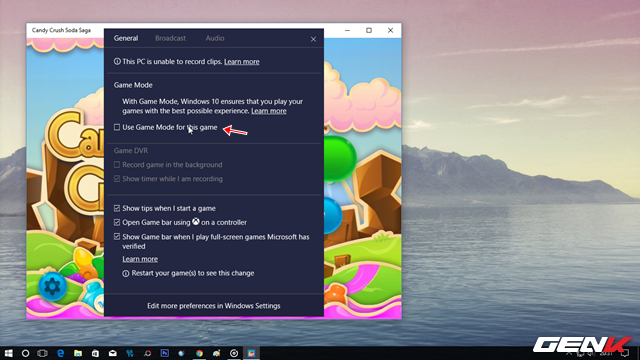 Candy Crush Soda Saga
General Broadcast Audio
This PC is unable to record clips. Learn more
Game Mode
With Game Mode, Windows 10 ensures that you play your
games with the best possible experience. Learn more
Use Game Mode for this game
Game DVR
Record game in the background
Show timer while I am recording
Show tips when I start a game
Open Game bar using on a controller
Show Game bar when I play full-screen games Microsoft has
verified
Learn more
Restart your game(s) to see this change
Edit more preferences in Windows Settings
GENK